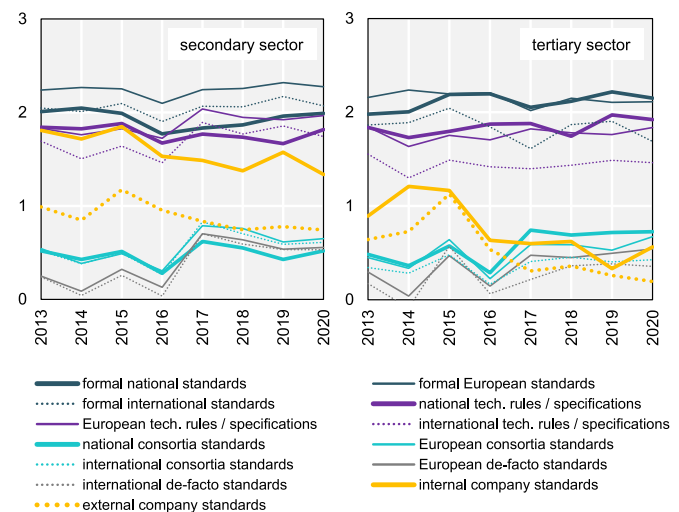 3
secondary sector
2
1
0
2013
2014
2015
2016
2017
2018
2019
2020
3
tertiary sector
2
1
0
2013
2014
2015
2016
2017
2018
2019
2020
formal national standards
formal European standards
formal international standards
national tech. rules / specifications
European tech. rules / specifications
international tech. rules / specifications
national consortia standards
European consortia standards
international consortia standards
European de-facto standards
international de-facto standards
internal company standards
external company standards